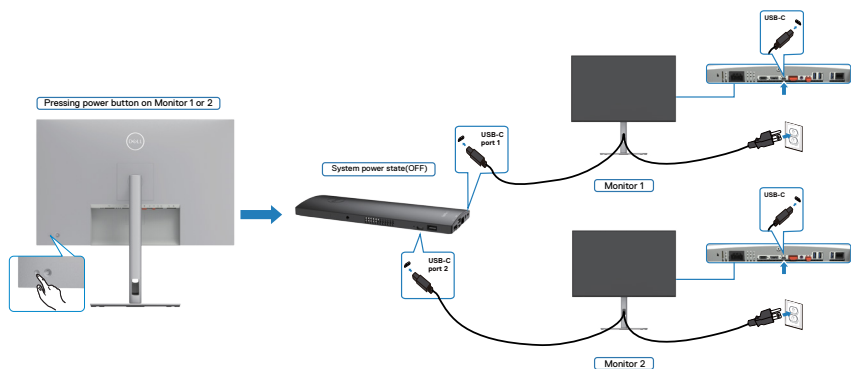 USB-C
Pressing power button on Monitor 1 or 2
DELL
USB-C
port 1
System power state(OFF)
Monitor 1
USB-C
USB-C
port 2
Monitor 2